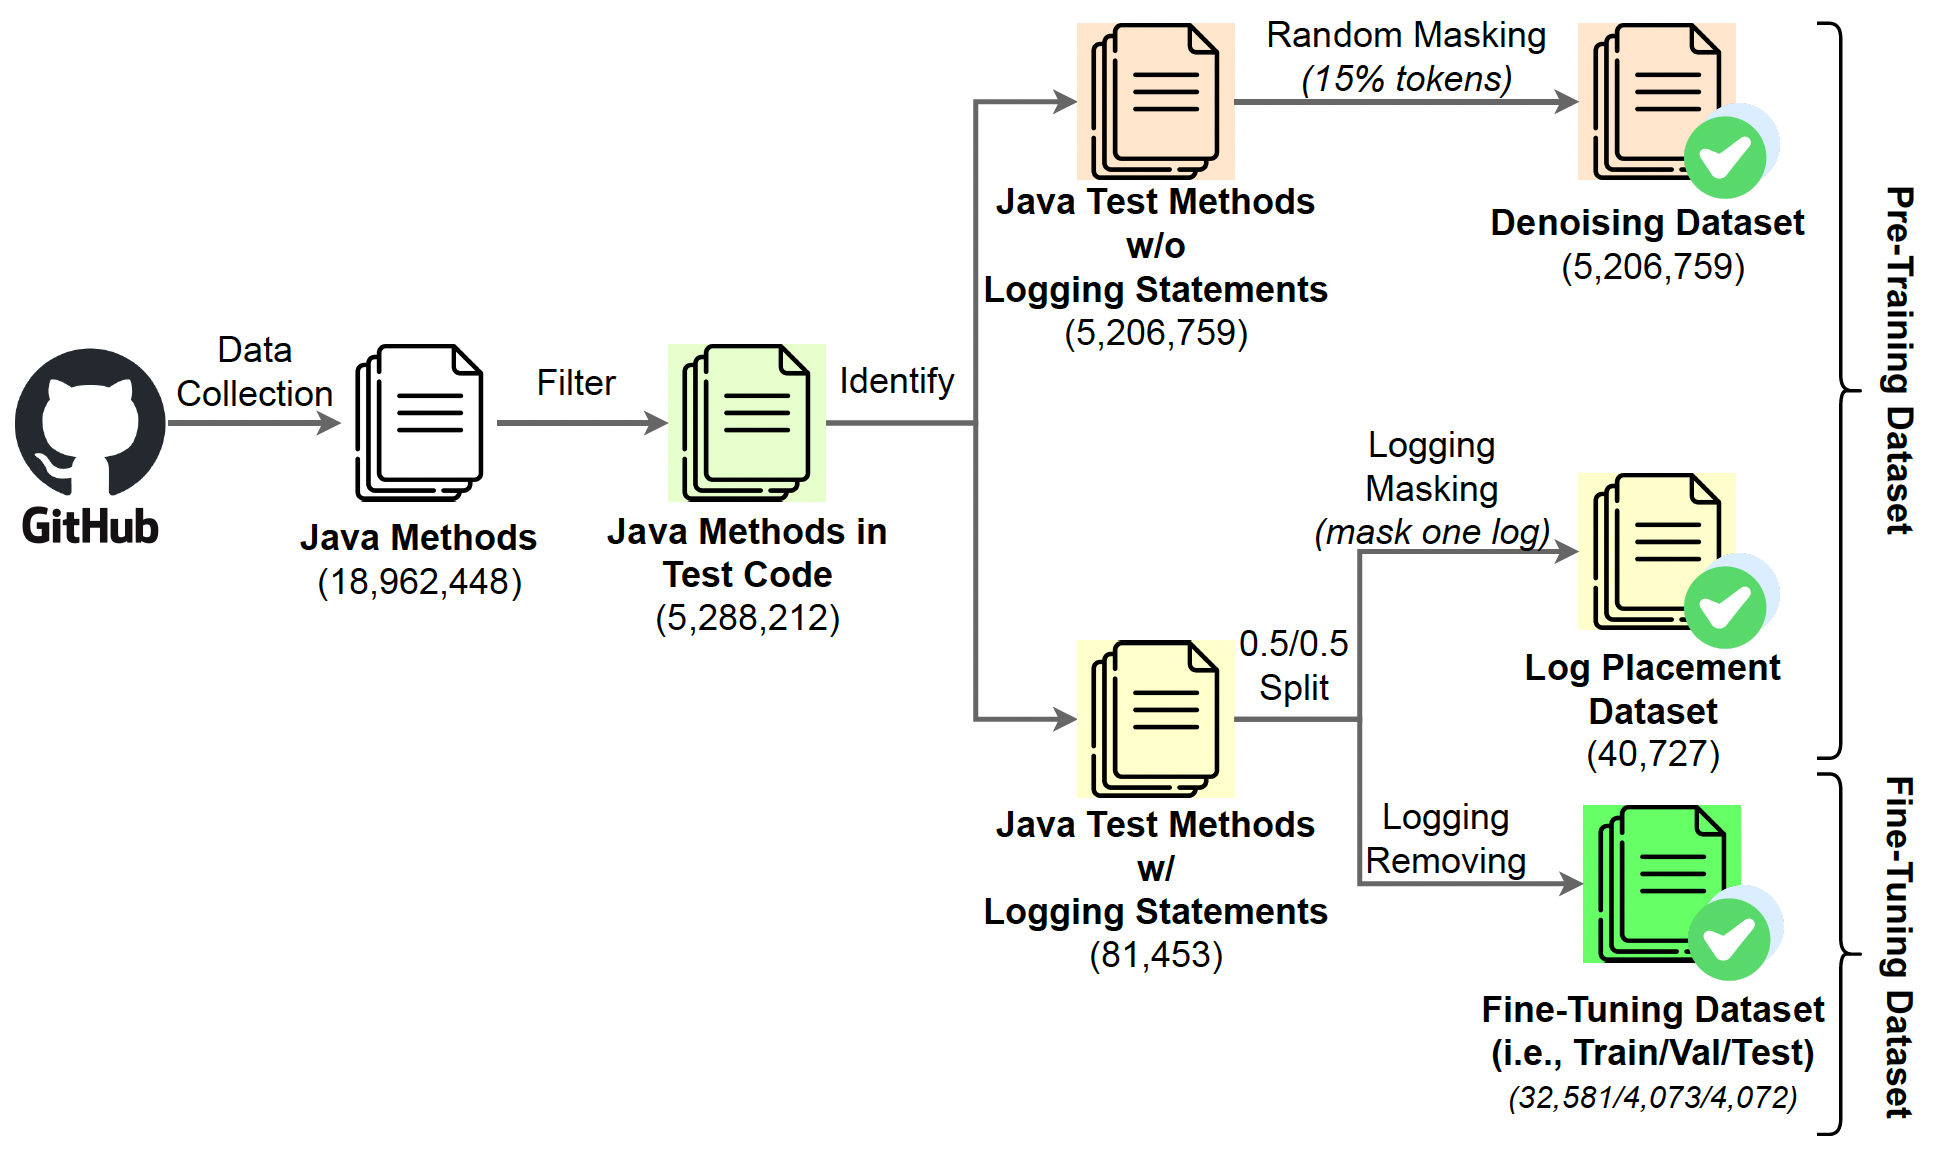 GitHub
Data
Collection
Java Methods
(18,962,448)
Filter
Java Methods in
Test Code
(5,288,212)
Identify
Java Test Methods
w/o
Logging Statements
(5,206,759)
Random Masking
(15% tokens)
Denoising Dataset
(5,206,759)
Java Test Methods
w/
Logging Statements
(81,453)
0.5/0.5
Split
Logging
Masking
(mask one log)
Log Placement
Dataset
(40,727)
Logging
Removing
Fine-Tuning Dataset
(i.e., Train/Val/Test)
(32,581/4,073/4,072)
Pre-Training Dataset
Fine-Tuning Dataset